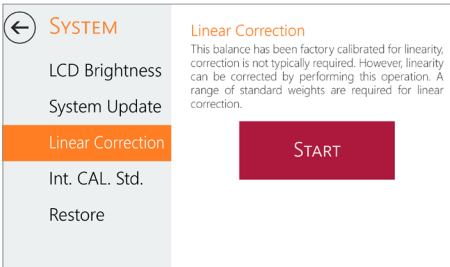 SYSTEM
LCD Brightness
System Update
Linear Correction
Int. CAL. Std.
Restore
Linear Correction
This balance has been factory calibrated for linearity,
correction is not typically required. However, linearity
can be corrected by performing this operation. A
range of standard weights are required for linear
correction.
START